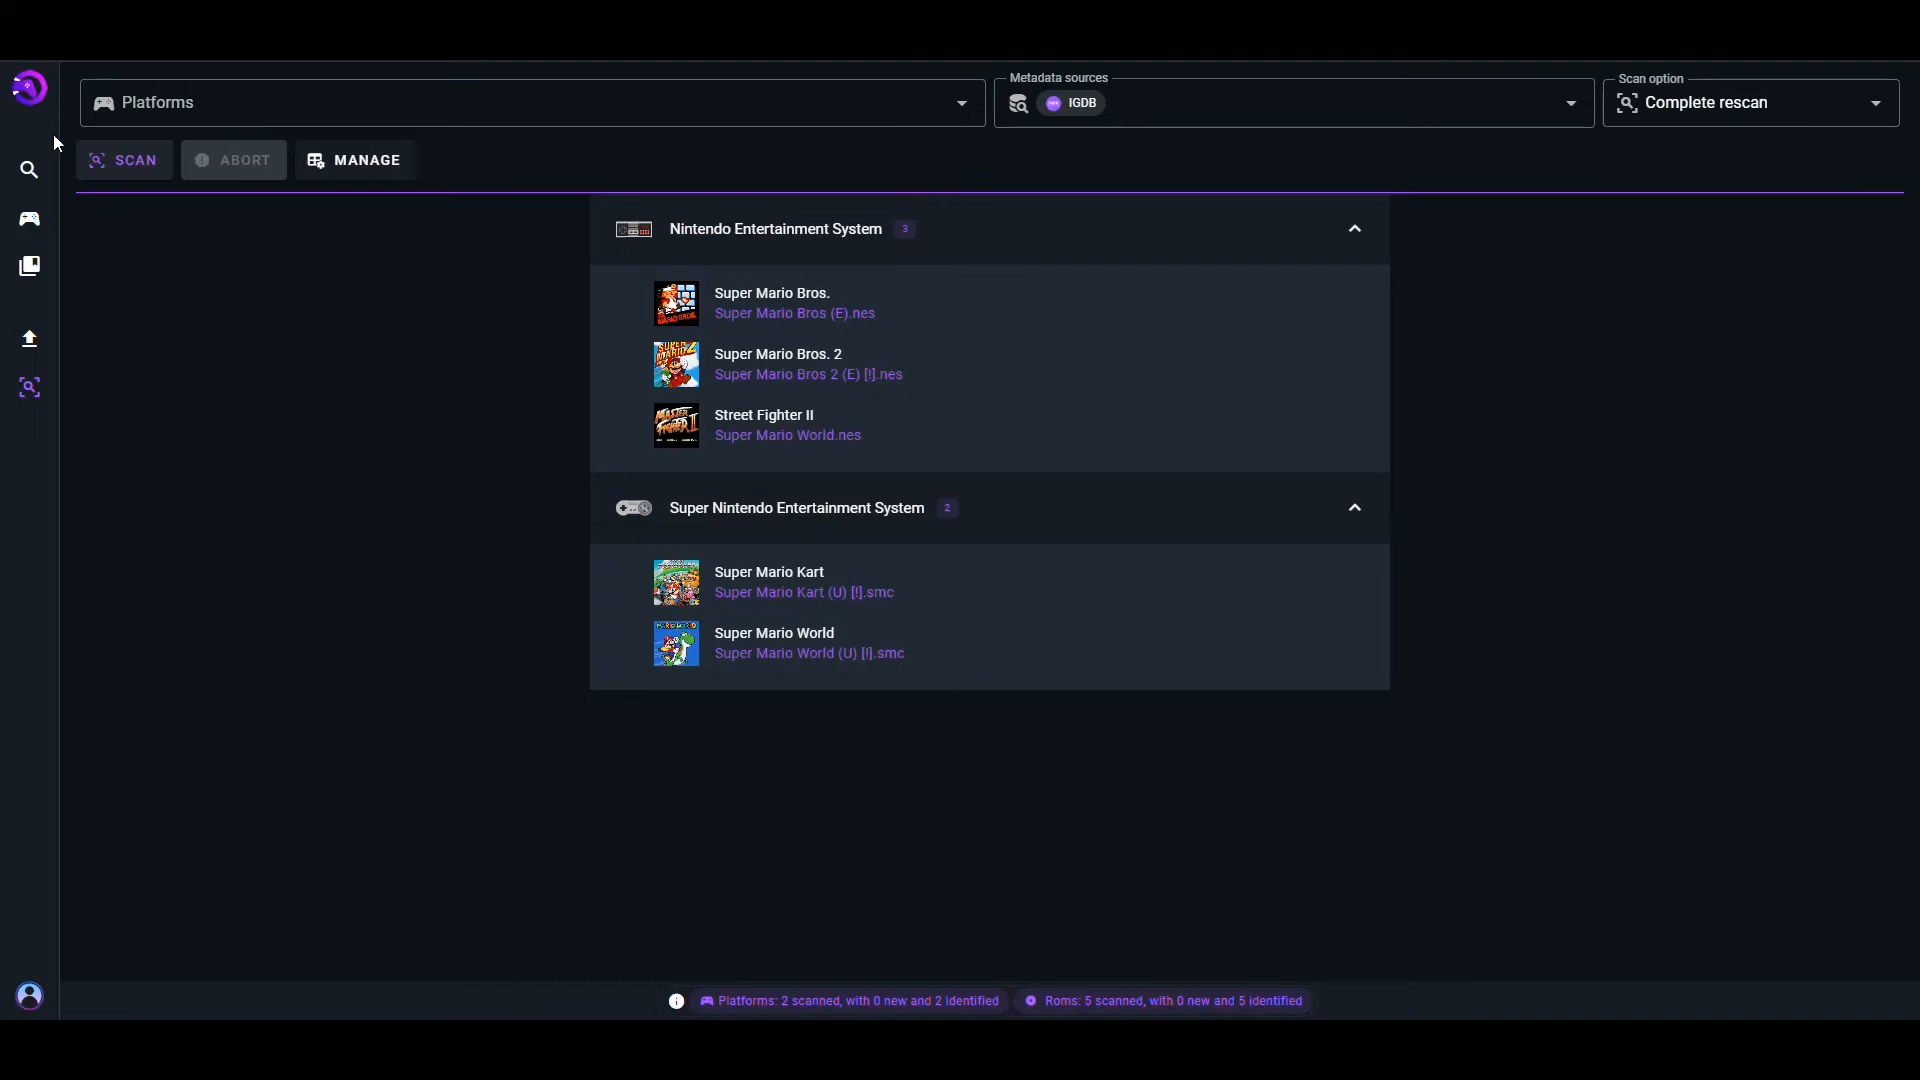 Platforms
Metadata sources
IGDB
Scan option
Complete rescan
SCAN
ABORT
MANAGE
Nintendo Entertainment System 3
Super Mario Bros.
Super Mario Bros (E).nes
Super Mario Bros. 2
Super Mario Bros 2 (E) [!].nes
Street Fighter II
Super Mario World.nes
Super Nintendo Entertainment System 2
Super Mario Kart
Super Mario Kart (U) [!].smc
Super Mario World
Super Mario World (U) [!].smc
Platforms: 2 scanned, with 0 new and 2 identified
Roms: 5 scanned, with 0 new and 5 identified